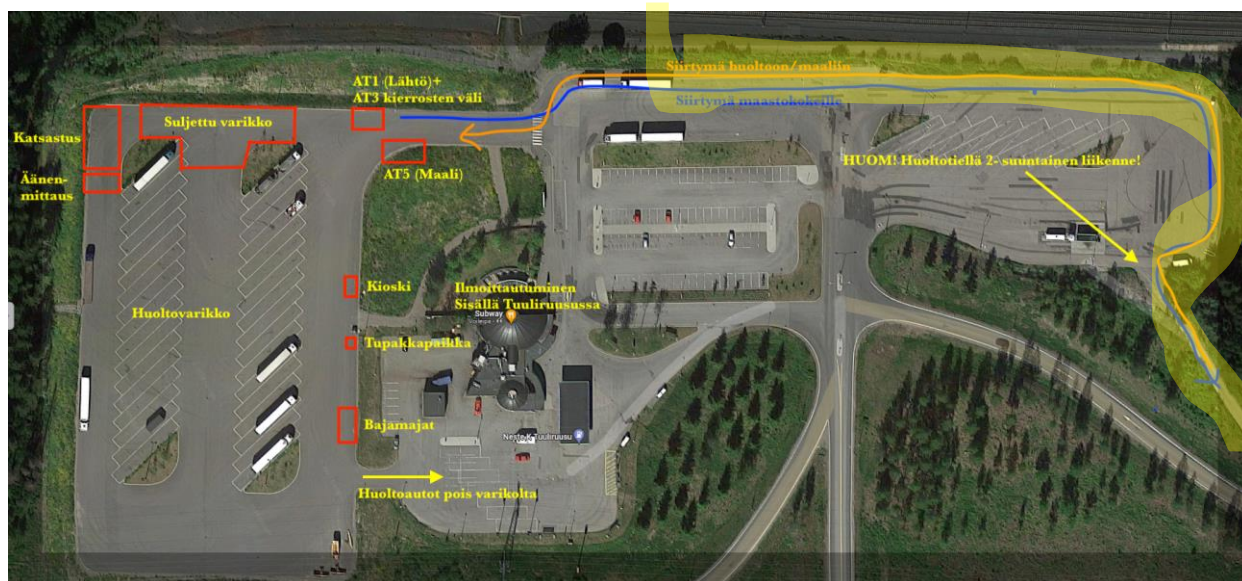 Siirtymä huoltoon/maaliin
AT1 (Lähtö)+
AT3 kierrosten väli
Siirtymä maastokokeille
Suljettu varikko
Katsastus
HUOM! Huoltotiellä 2- suuntainen liikenne!
AT5 (Maali)
Äänen-
mittaus
Kioski
Ilmoittautuminen
Sisällä Tuuliruusussa
Subway
Huoltovarikko
Tupakkapaikka
Bajamajat
Neste K Tuuliruusu
Huoltoautot pois varikolta